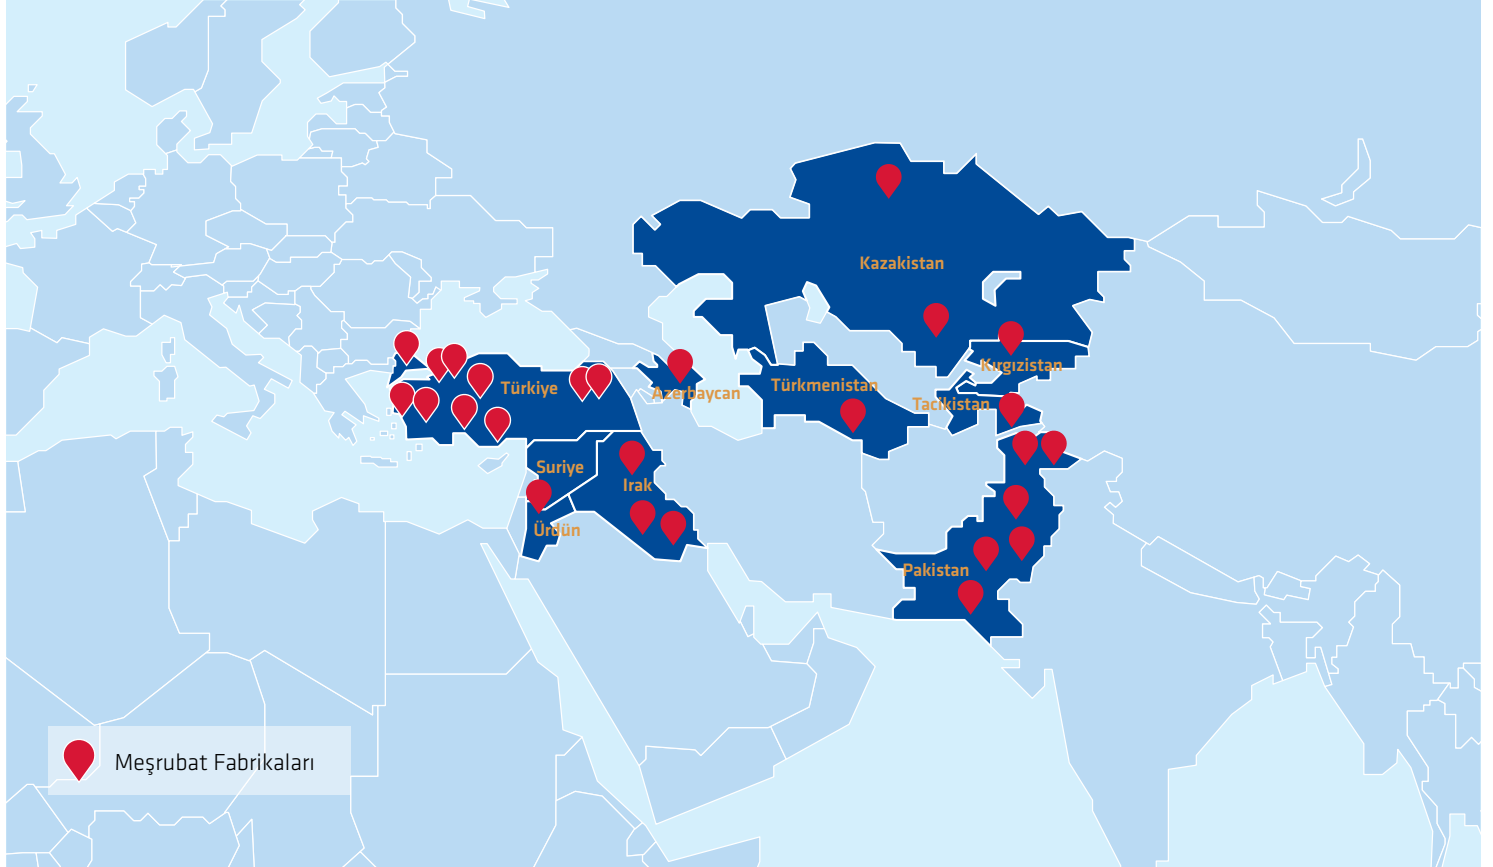 Kazakistan
Kırgızistan
Türkmenistan
Türkiye
Azerbaycan
Tacikistan
Suriye
Irak
Ürdün
Pakistan
Meşrubat Fabrikaları